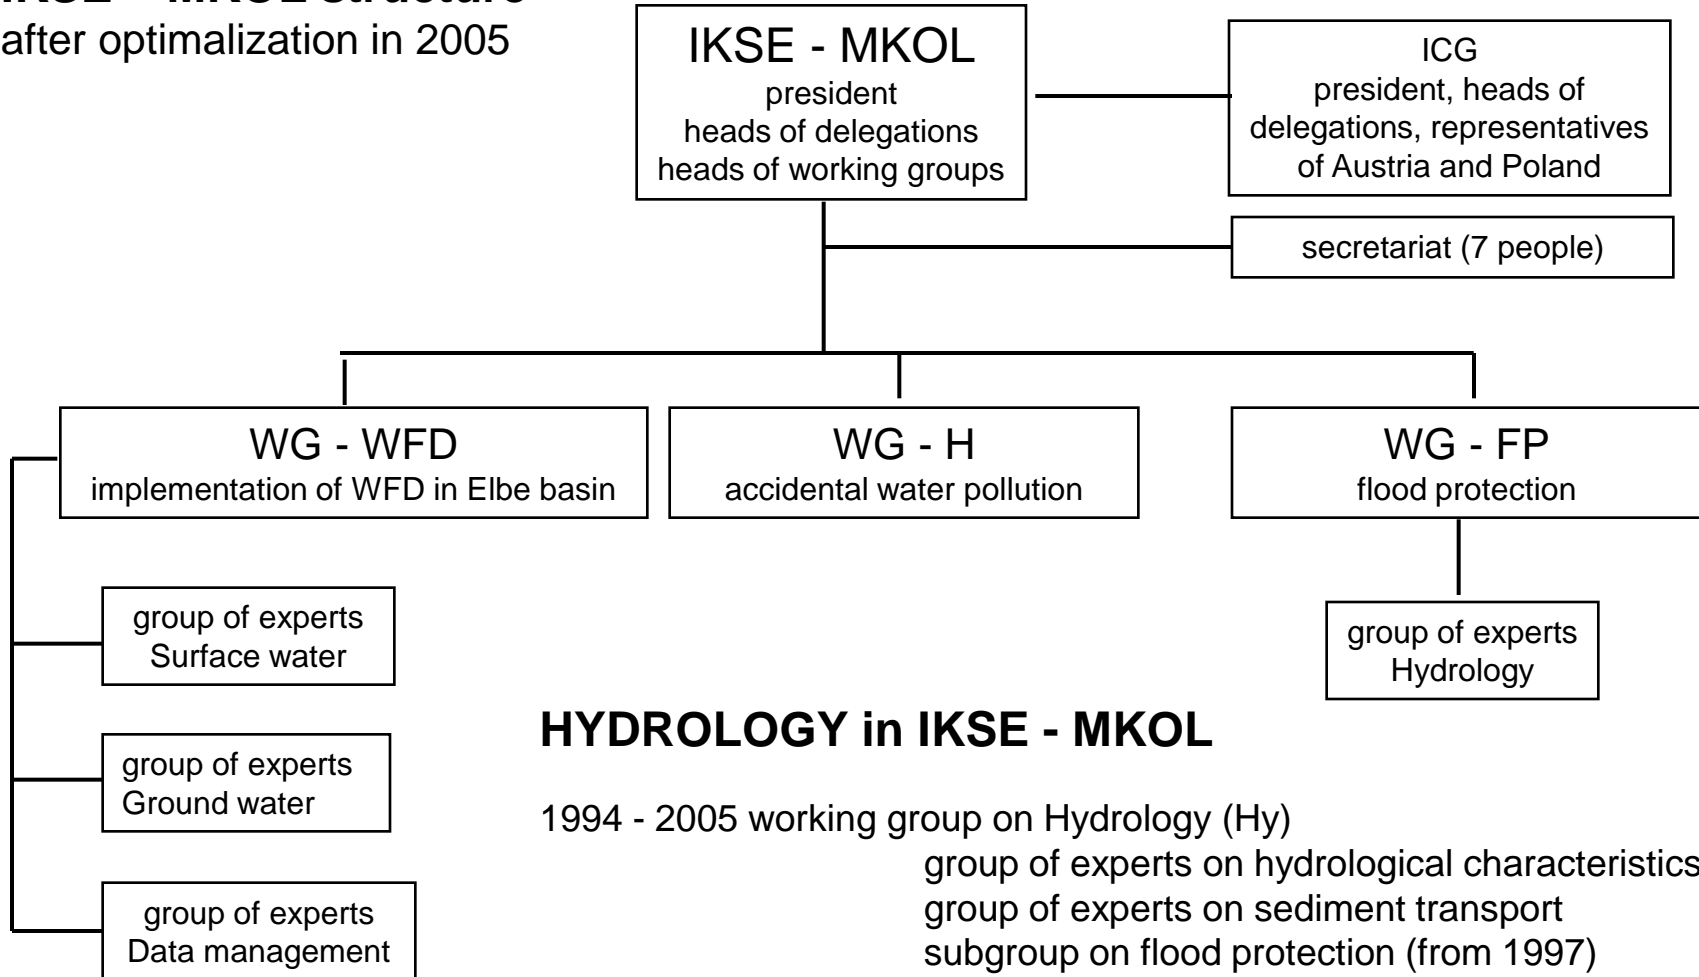 IKSE - MKOL structure
after optimalization in 2005
IKSE - MKOL
president
heads of delegations
heads of working groups
ICG
president, heads of
delegations, representatives
of Austria and Poland
secretariat (7 people)
WG - WFD
implementation of WFD in Elbe basin
WG - H
accidental water pollution
WG - FP
flood protection
group of experts
Surface water
group of experts
Ground water
group of experts
Data management
group of experts
Hydrology
HYDROLOGY in IKSE - MKOL
1994 - 2005 working group on Hydrology (Hy)
group of experts on hydrological characteristics
group of experts on sediment transport
subgroup on flood protection (from 1997)